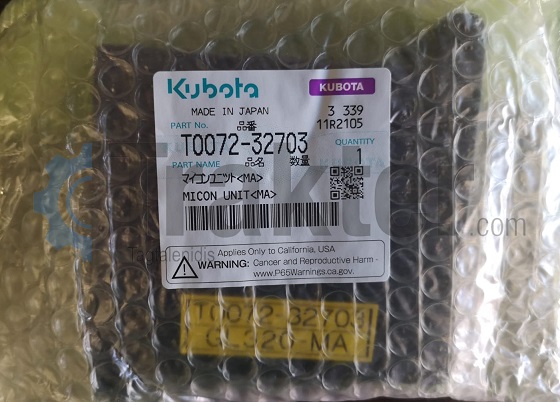 Kubota KUBOTA
MADE IN JAPAN 3 339
PART No. 品番 11R2105
T0072-32703 QUANTITY
PART NAME 品名 数量 1
マイコンユニット<MA>
MICON UNIT<MA>
Applies Only to California, USA
WARNING: Cancer and Reproductive Harm -
www.P65Warnings.ca.gov.
T0072-32703
GL320-MA
.com